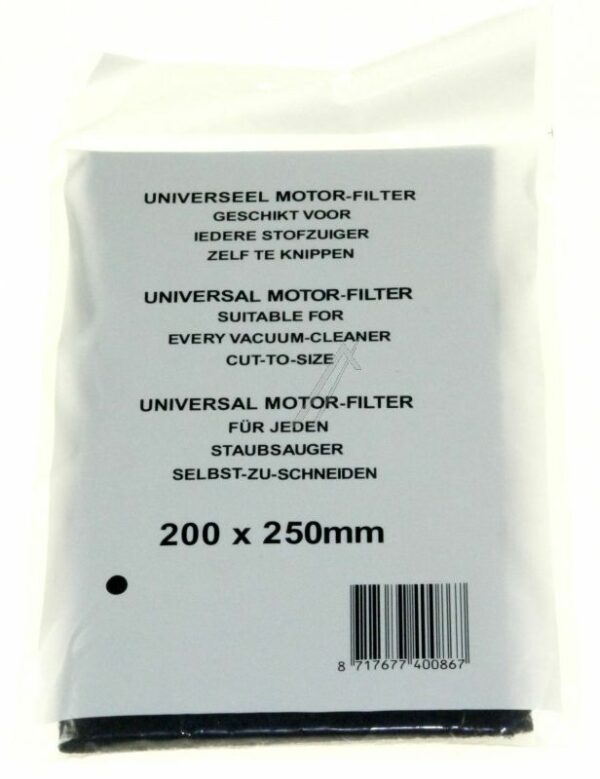 UNIVERSEEL MOTOR-FILTER
GESCHIKT VOOR
IEDERE STOFZUIGER
ZELF TE KNIPPEN
UNIVERSAL MOTOR-FILTER
SUITABLE FOR
EVERY VACUUM-CLEANER
CUT-TO-SIZE
UNIVERSAL MOTOR-FILTER
FÜR JEDEN
STAUBSAUGER
SELBST-ZU-SCHNEIDEN
200 x 250mm
8 717677 400867